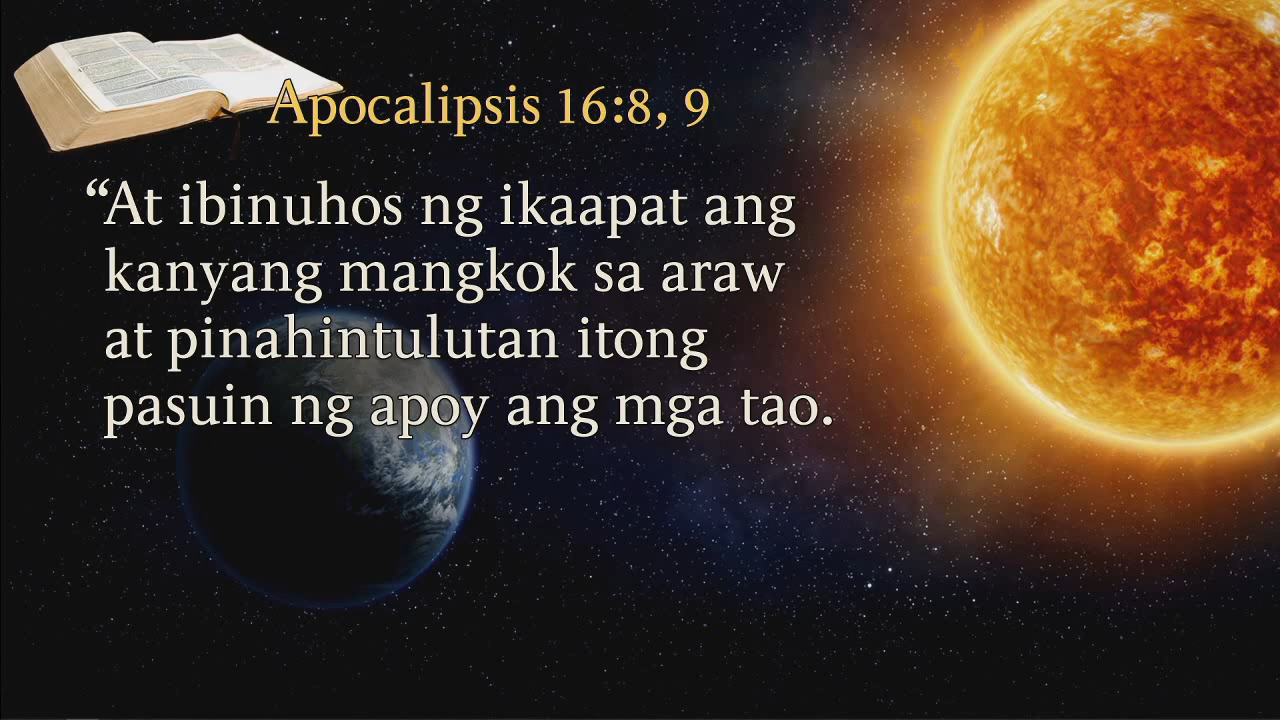 Apocalipsis 16:8, 9
“At ibinuhos ng ikaapat ang
kanyang mangkok sa araw
at pinahintulutan itong
pasuin ng apoy ang mga tao.